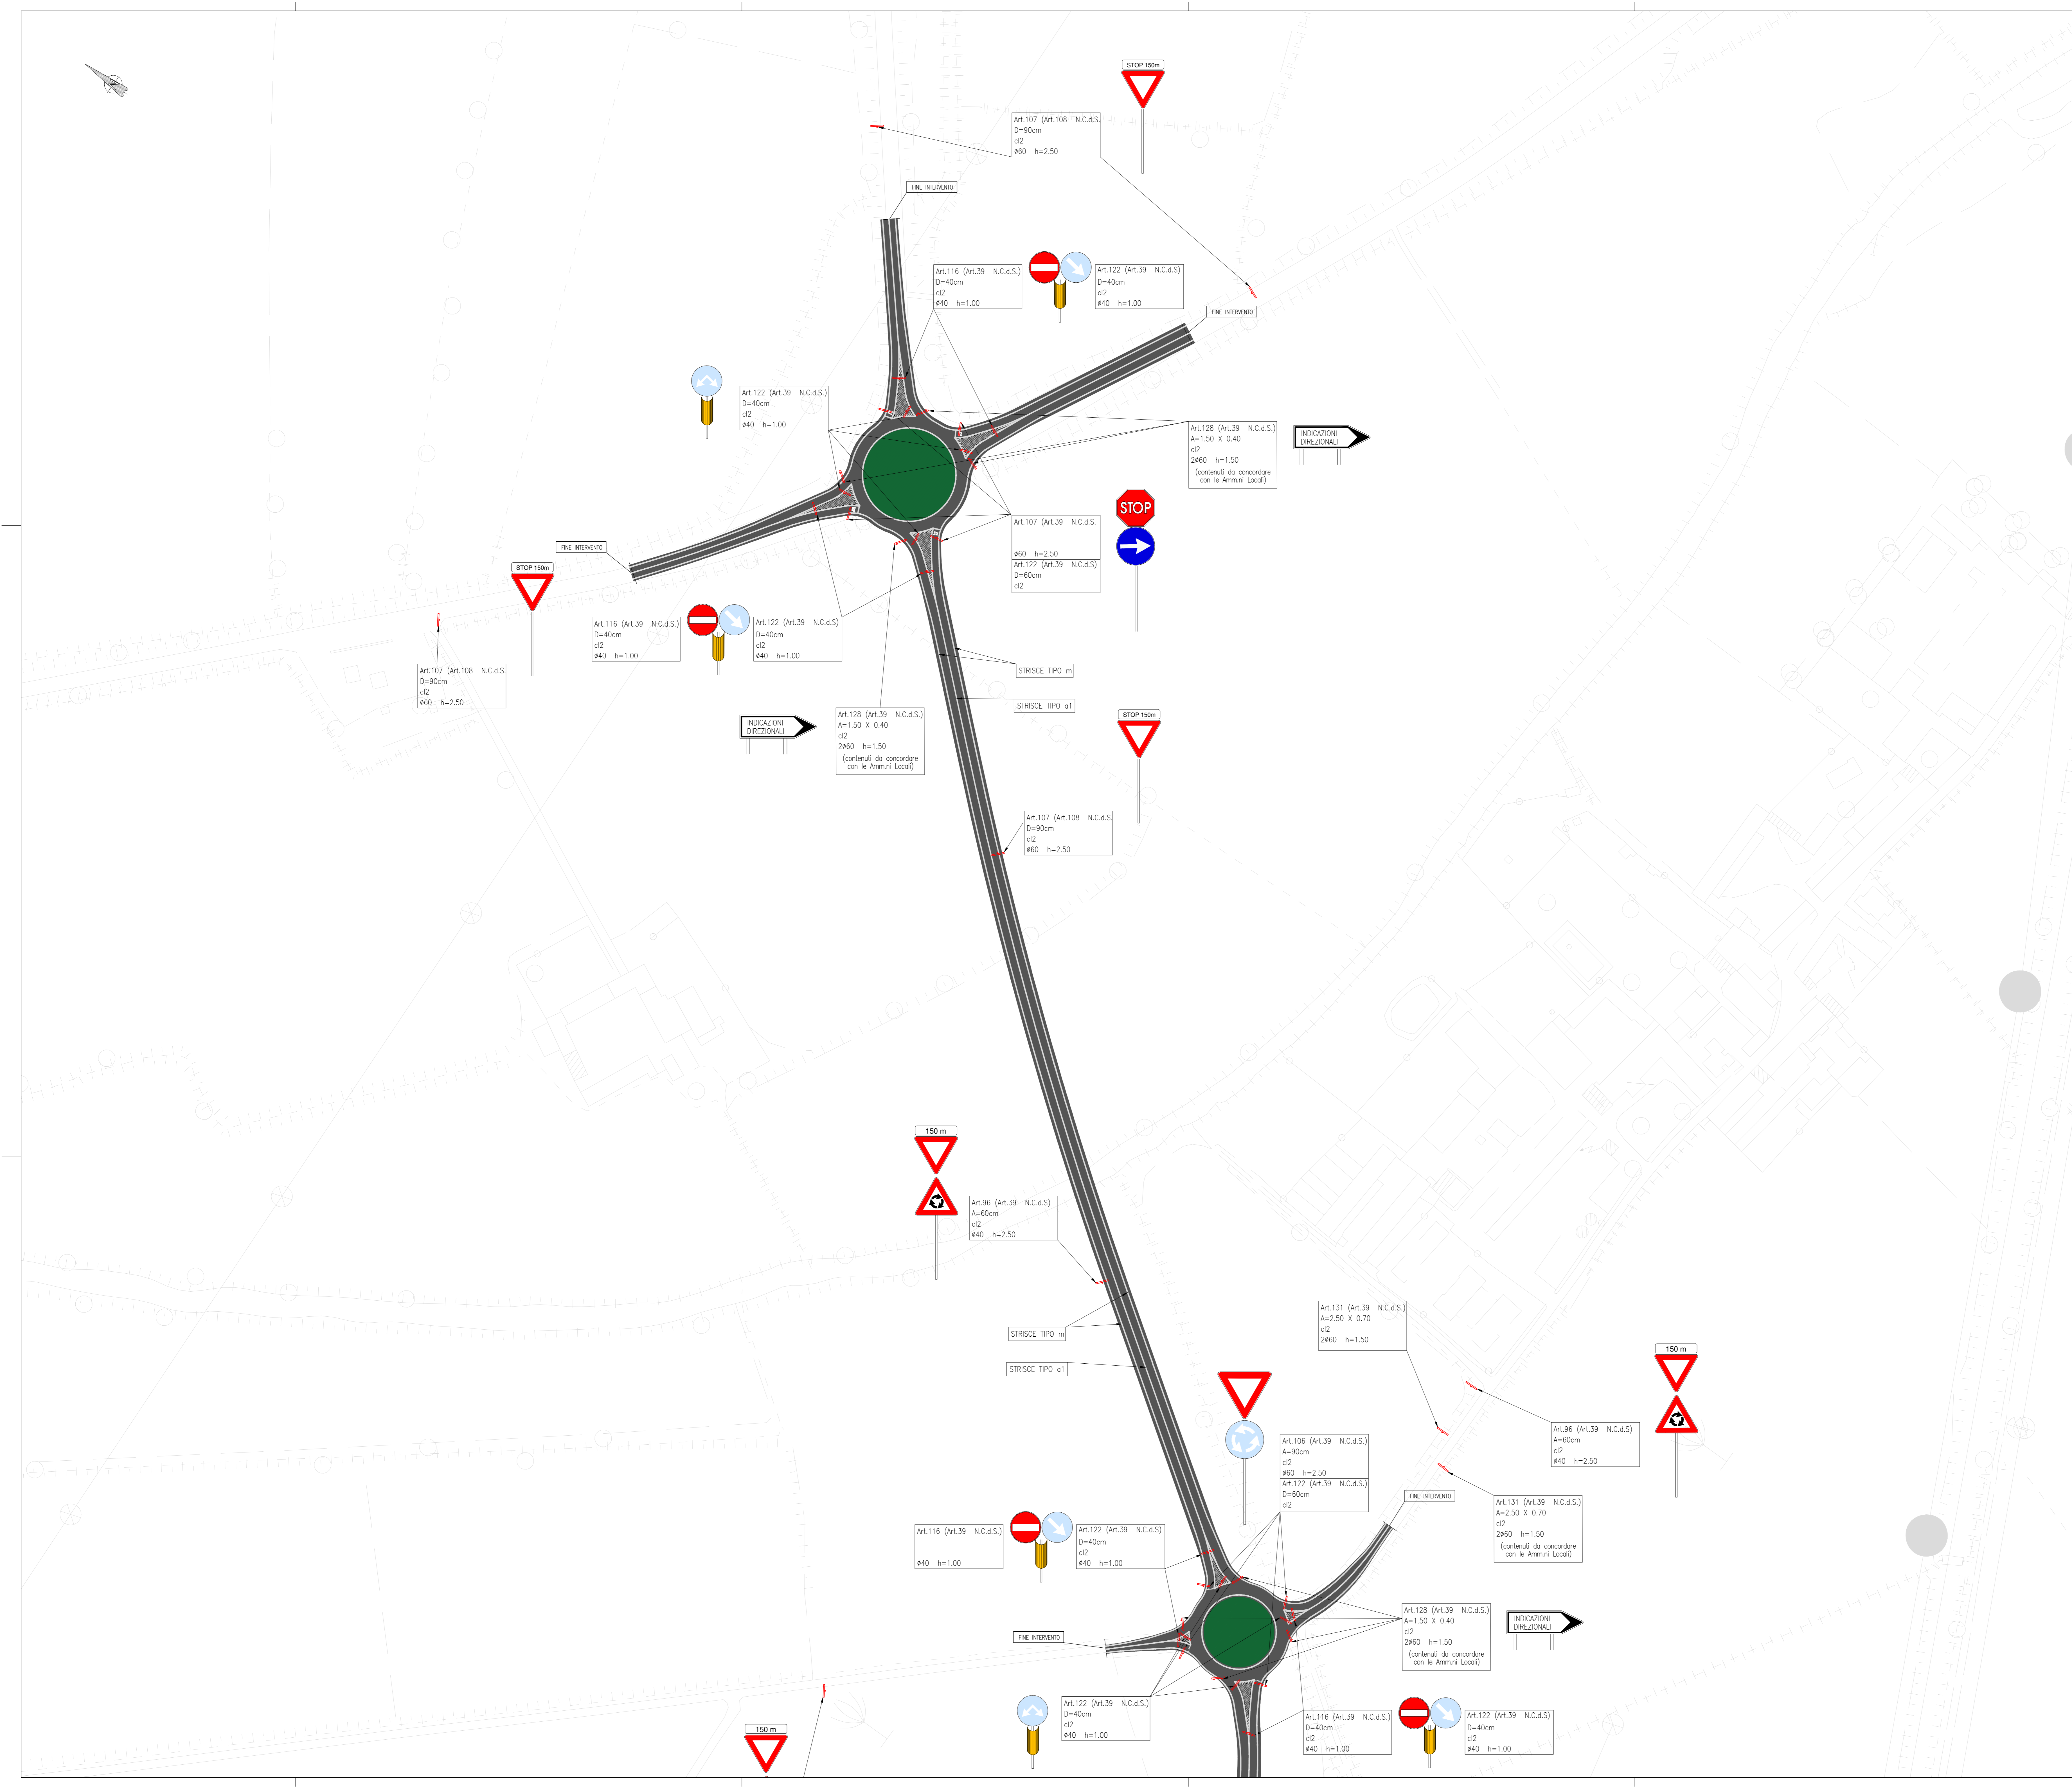 STOP 150m
Art.107 (Art.108 N.C.d.S.
D=90cm
cl2
ø60 h=2.50
FINE INTERVENTO
Art.116 (Art.39 N.C.d.S.)
D=40cm
cl2
ø40 h=1.00
Art.122 (Art.39 N.C.d.S)
D=40cm
cl2
ø40 h=1.00
FINE INTERVENTO
Art.122 (Art.39 N.C.d.S.)
D=40cm
cl2
ø40 h=1.00
Art.128 (Art.39 N.C.d.S.)
A=1.50 X 0.40
cl2
2ø60 h=1.50
(contenuti da concordare
con le Amm.ni Locali)
INDICAZIONI
DIREZIONALI
STOP
Art.107 (Art.39 N.C.d.S.
ø60 h=2.50
Art.122 (Art.39 N.C.d.S)
D=60cm
cl2
FINE INTERVENTO
STOP 150m
Art.116 (Art.39 N.C.d.S.)
D=40cm
cl2
ø40 h=1.00
Art.122 (Art.39 N.C.d.S)
D=40cm
cl2
ø40 h=1.00
Art.107 (Art.108 N.C.d.S.
D=90cm
cl2
ø60 h=2.50
STRISCE TIPO m
STRISCE TIPO a1
INDICAZIONI
DIREZIONALI
Art.128 (Art.39 N.C.d.S.)
A=1.50 X 0.40
cl2
2ø60 h=1.50
(contenuti da concordare
con le Amm.ni Locali)
STOP 150m
Art.107 (Art.108 N.C.d.S.
D=90cm
cl2
ø60 h=2.50
150 m
Art.96 (Art.39 N.C.d.S)
A=60cm
cl2
ø40 h=2.50
STRISCE TIPO m
STRISCE TIPO a1
Art.131 (Art.39 N.C.d.S.)
A=2.50 X 0.70
cl2
2ø60 h=1.50
150 m
Art.96 (Art.39 N.C.d.S)
A=60cm
cl2
ø40 h=2.50
Art.106 (Art.39 N.C.d.S.)
A=90cm
cl2
ø60 h=2.50
Art.122 (Art.39 N.C.d.S.)
D=60cm
cl2
FINE INTERVENTO
Art.131 (Art.39 N.C.d.S.)
A=2.50 X 0.70
cl2
2ø60 h=1.50
(contenuti da concordare
con le Amm.ni Locali)
Art.116 (Art.39 N.C.d.S.)
ø40 h=1.00
Art.122 (Art.39 N.C.d.S)
D=40cm
cl2
ø40 h=1.00
FINE INTERVENTO
Art.128 (Art.39 N.C.d.S.)
A=1.50 X 0.40
cl2
2ø60 h=1.50
(contenuti da concordare
con le Amm.ni Locali)
INDICAZIONI
DIREZIONALI
Art.122 (Art.39 N.C.d.S.)
D=40cm
cl2
ø40 h=1.00
Art.116 (Art.39 N.C.d.S.)
D=40cm
cl2
ø40 h=1.00
Art.122 (Art.39 N.C.d.S)
D=40cm
cl2
ø40 h=1.00
150 m